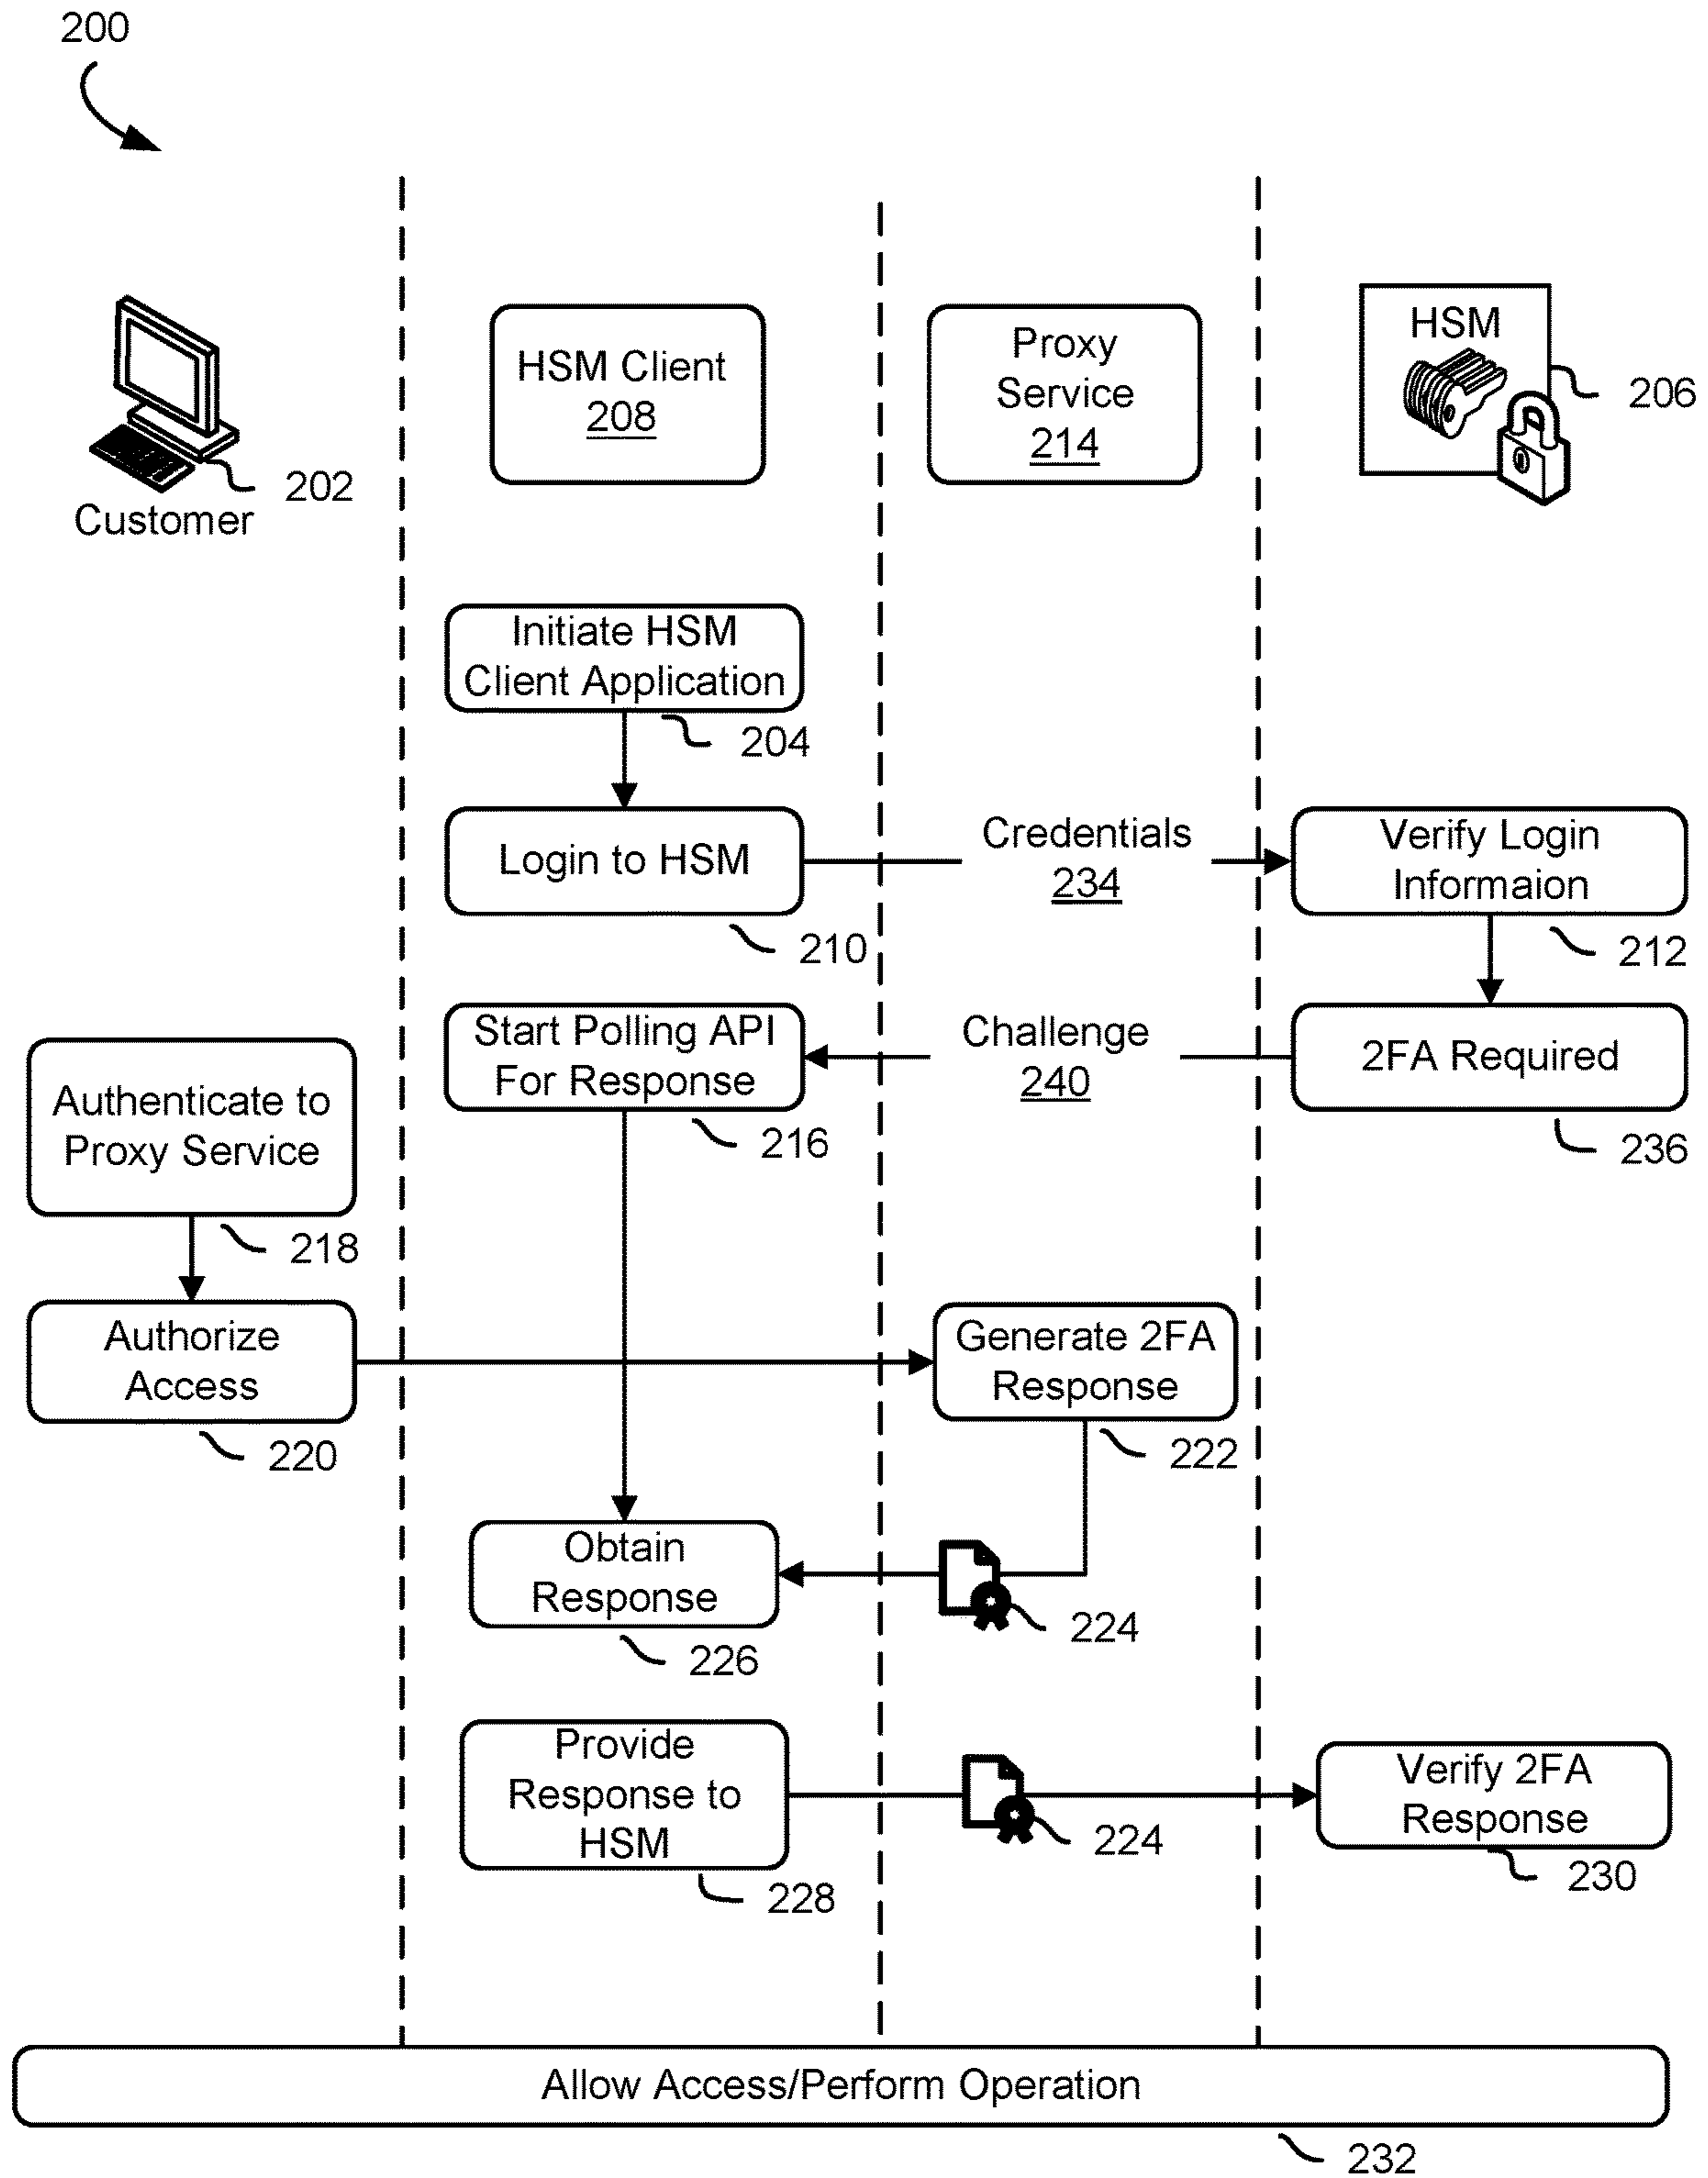 200
HSM
HSM Client
208
Proxy
Service
214
206
202
Customer
Initiate HSM
Client Application
204
Login to HSM
210
Credentials
234
Verify Login
Informaion
212
Start Polling API
For Response
216
Challenge
240
2FA Required
236
Authenticate to
Proxy Service
218
Authorize
Access
220
Generate 2FA
Response
222
Obtain
Response
226
224
Provide
Response to
HSM
228
224
Verify 2FA
Response
230
Allow Access/Perform Operation
232